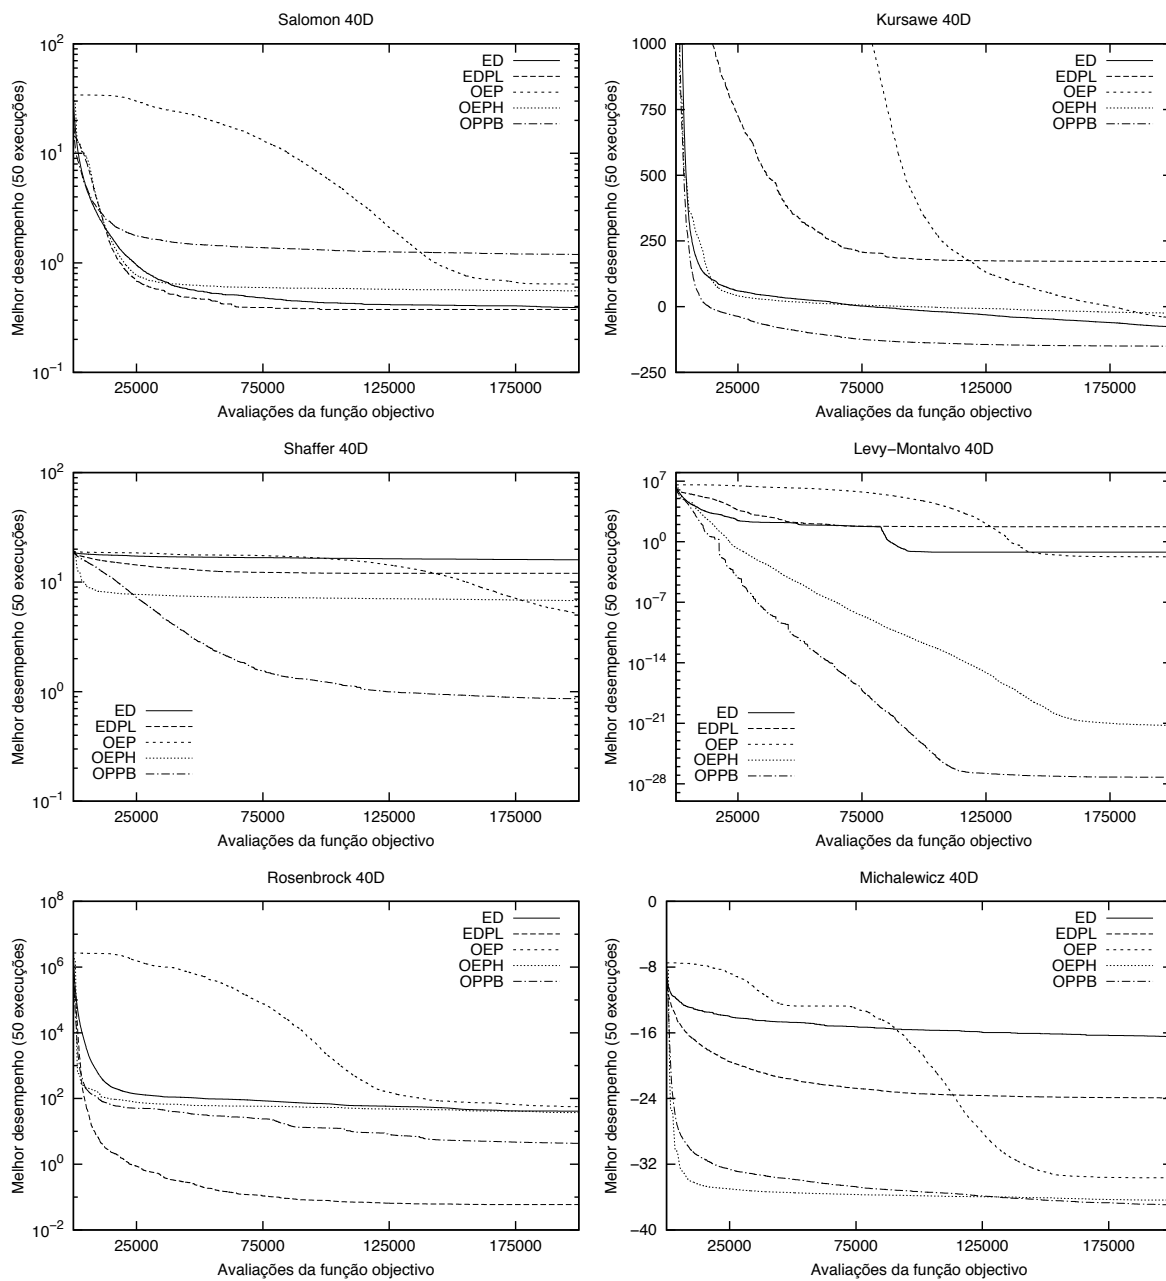 Salomon 40D
Melhor desempenho (50 execuções)
10^2
10^1
10^0
10^−1
ED
EDPL
OEP
OEPH
OPPB
25000 75000 125000 175000
Avaliações da função objectivo
Kursawe 40D
Melhor desempenho (50 execuções)
1000
750
500
250
0
−250
ED
EDPL
OEP
OEPH
OPPB
25000 75000 125000 175000
Avaliações da função objectivo
Shaffer 40D
Melhor desempenho (50 execuções)
10^2
10^1
10^0
10^−1
ED
EDPL
OEP
OEPH
OPPB
25000 75000 125000 175000
Avaliações da função objectivo
Levy−Montalvo 40D
Melhor desempenho (50 execuções)
10^7
10^0
10^−7
10^−14
10^−21
10^−28
ED
EDPL
OEP
OEPH
OPPB
25000 75000 125000 175000
Avaliações da função objectivo
Rosenbrock 40D
Melhor desempenho (50 execuções)
10^8
10^6
10^4
10^2
10^0
10^−2
ED
EDPL
OEP
OEPH
OPPB
25000 75000 125000 175000
Avaliações da função objectivo
Michalewicz 40D
Melhor desempenho (50 execuções)
0
−8
−16
−24
−32
−40
ED
EDPL
OEP
OEPH
OPPB
25000 75000 125000 175000
Avaliações da função objectivo